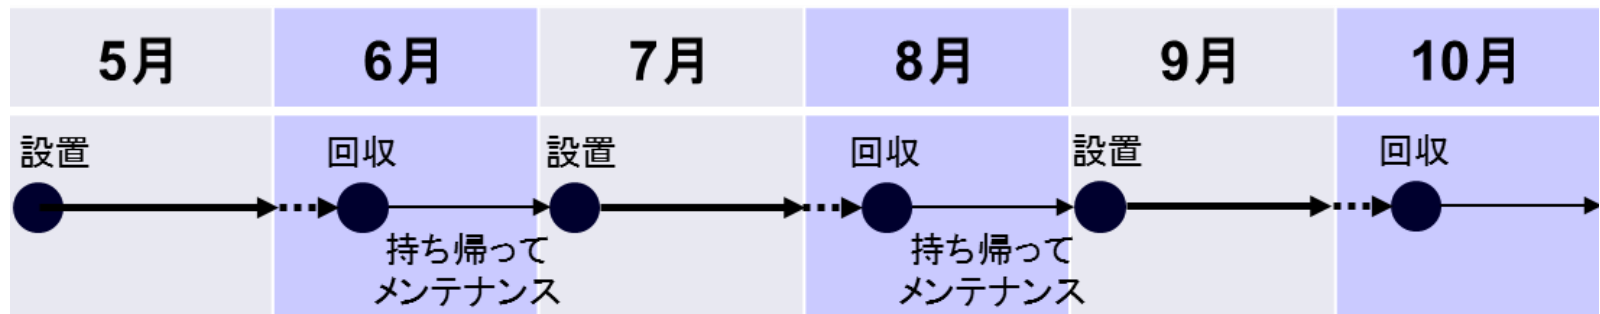 5月
6月
7月
8月
9月
10月
設置
回収
設置
回収
設置
回収
持ち帰って
メンテナンス
持ち帰って
メンテナンス